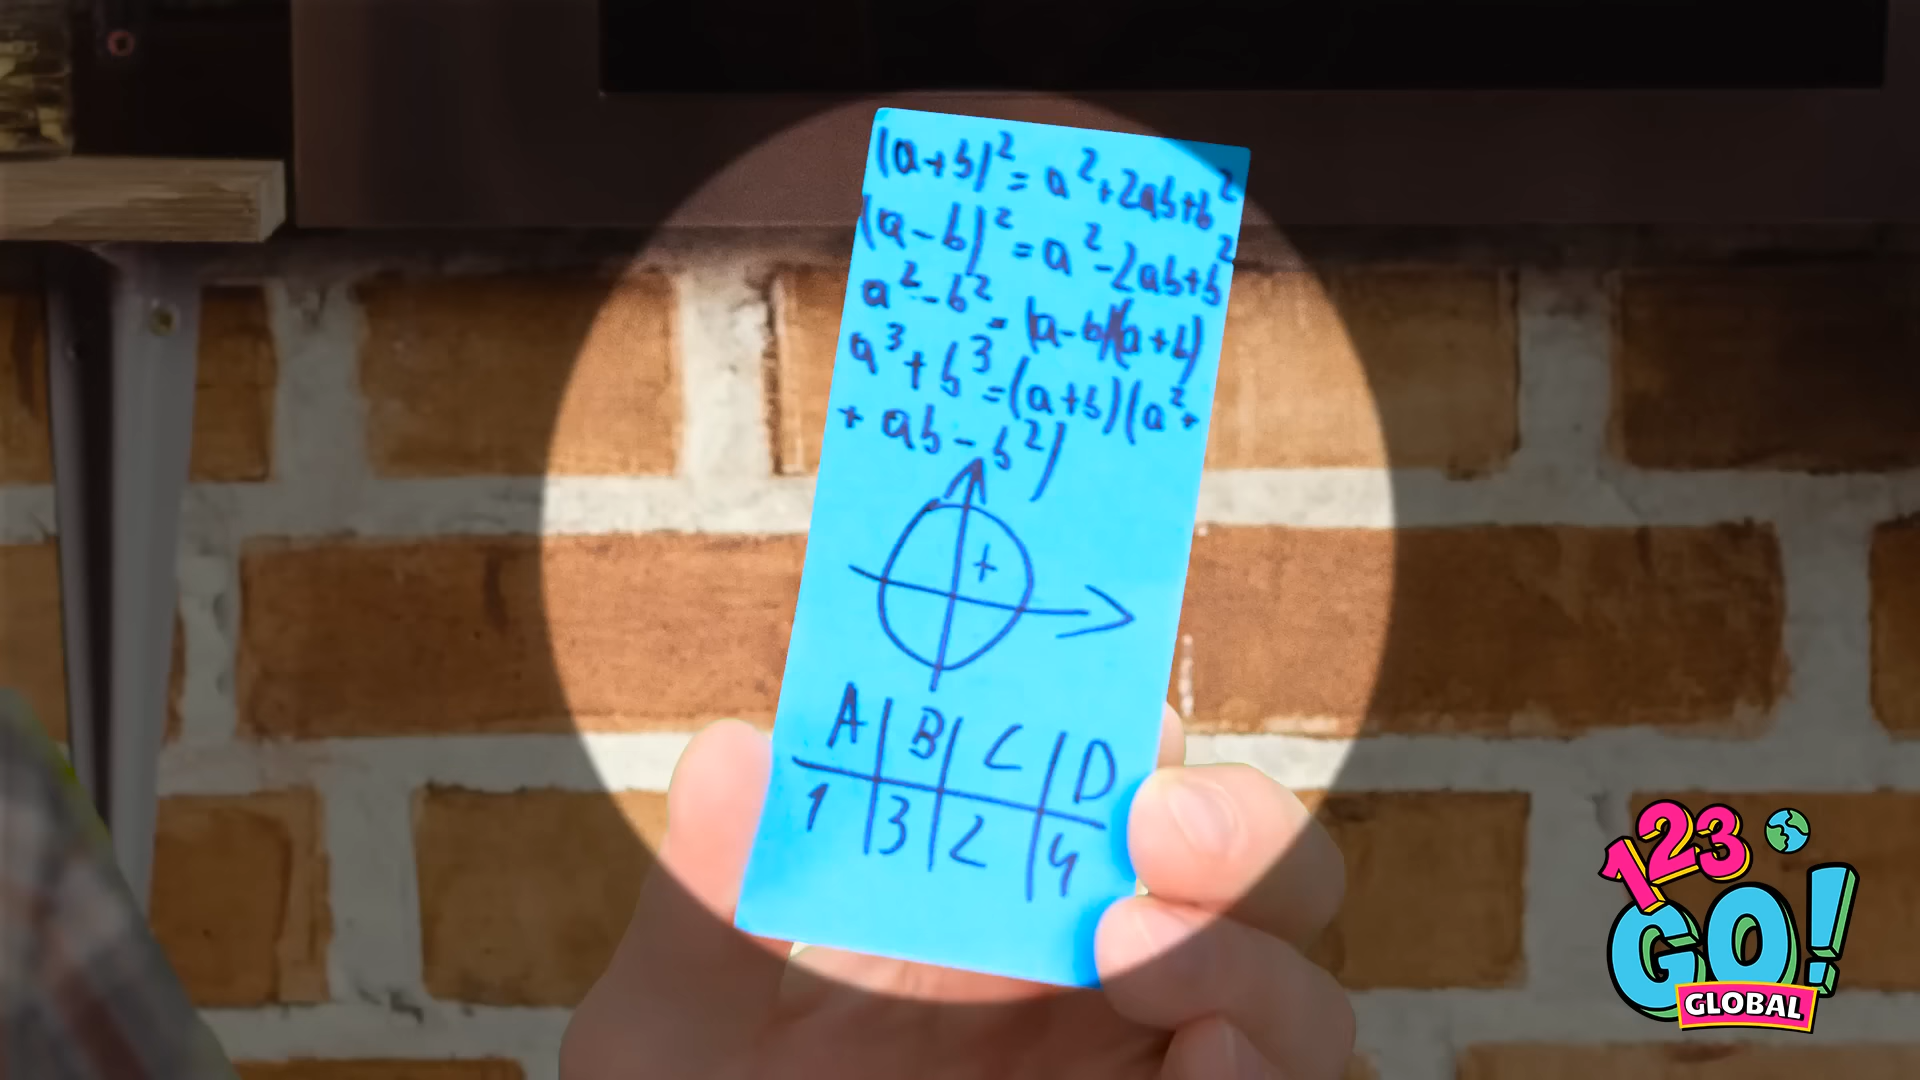 (a+b)²= a²+2ab+b²
(a-b)²= a²-2ab+b²
a²-b² = (a-b)(a+b)
a³+b³=(a+b)(a²+
+ ab - b²)
+
A B C D
1 3 2 4
123
GO!
GLOBAL